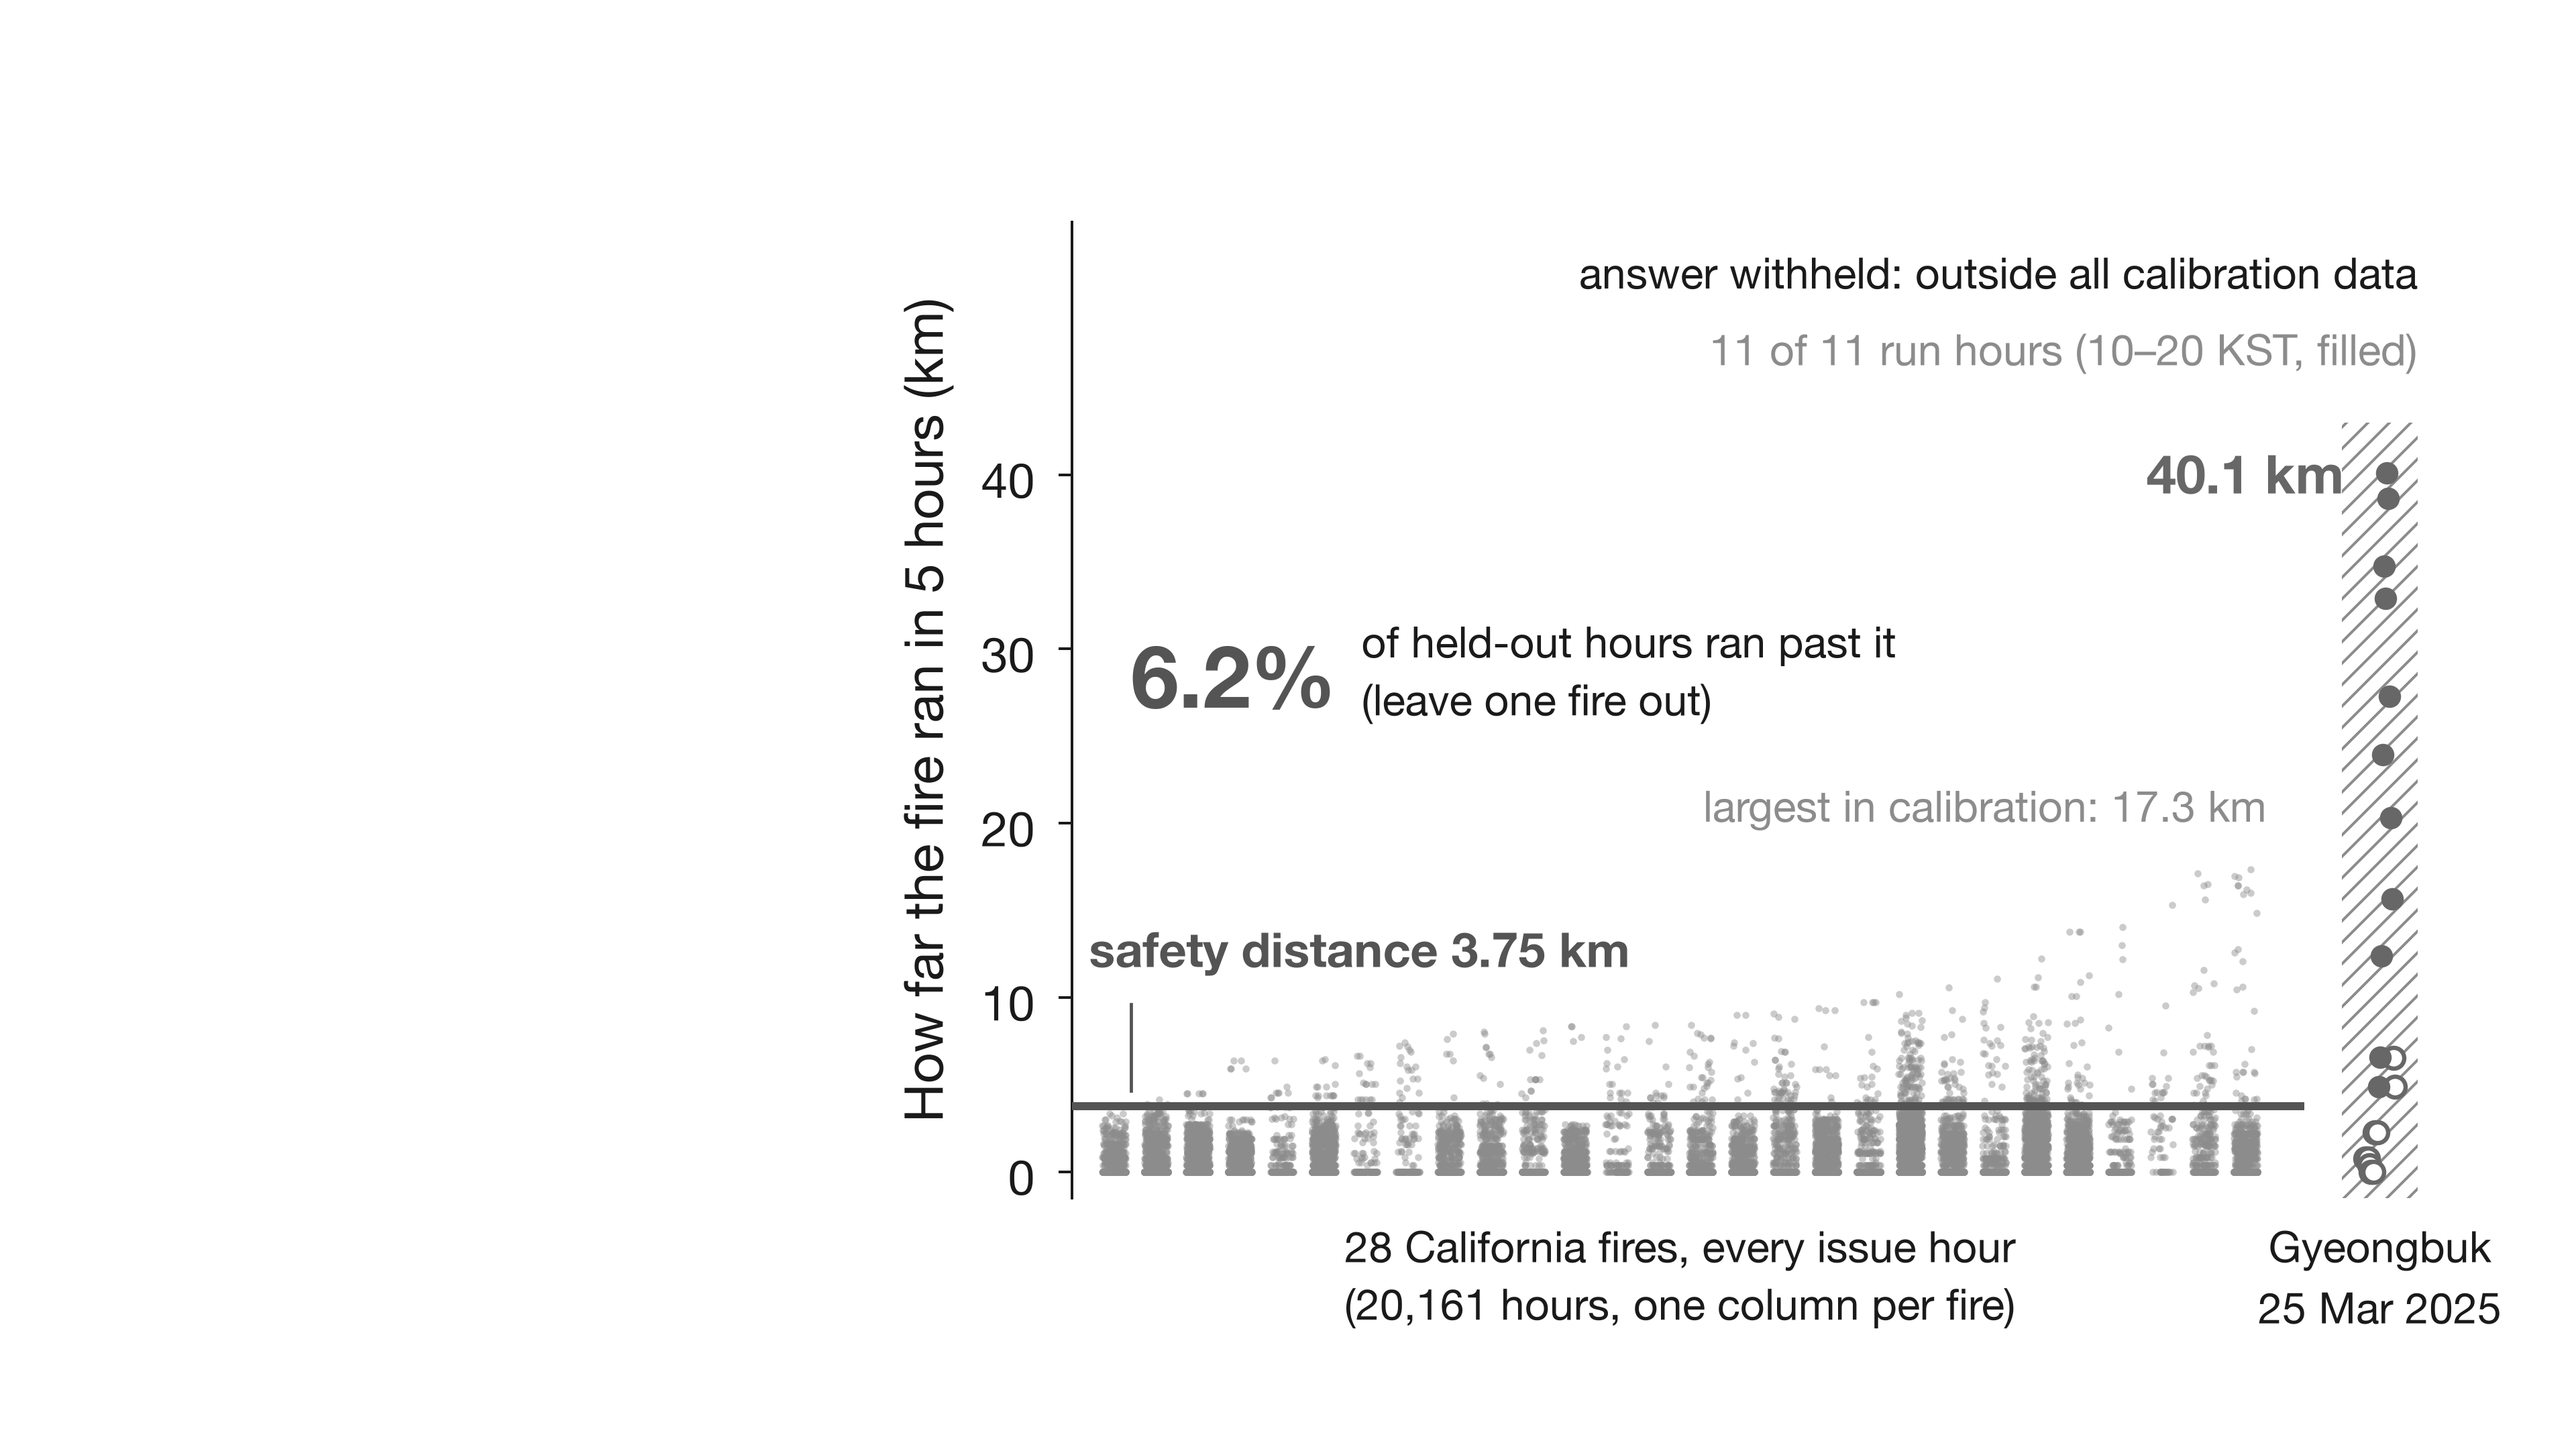 answer withheld: outside all calibration data
11 of 11 run hours (10–20 KST, filled)
How far the fire ran in 5 hours (km)
40
30
20
10
0
40.1 km
6.2%
of held-out hours ran past it
(leave one fire out)
largest in calibration: 17.3 km
safety distance 3.75 km
28 California fires, every issue hour
(20,161 hours, one column per fire)
Gyeongbuk
25 Mar 2025